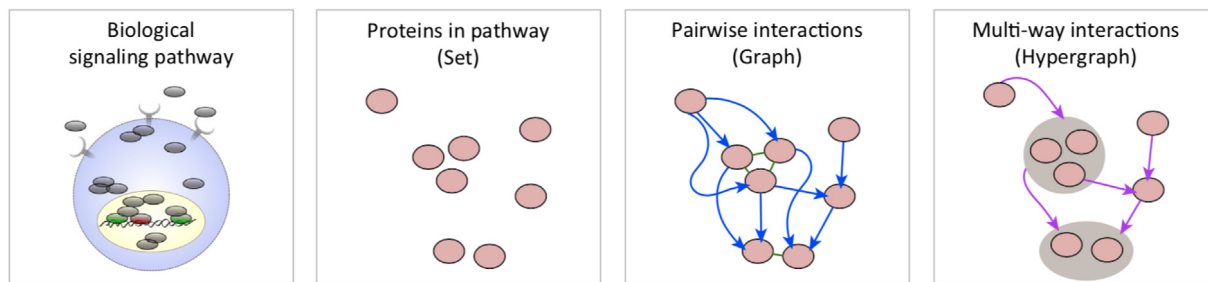 Biological
signaling pathway
Proteins in pathway
(Set)
Pairwise interactions
(Graph)
Multi-way interactions
(Hypergraph)